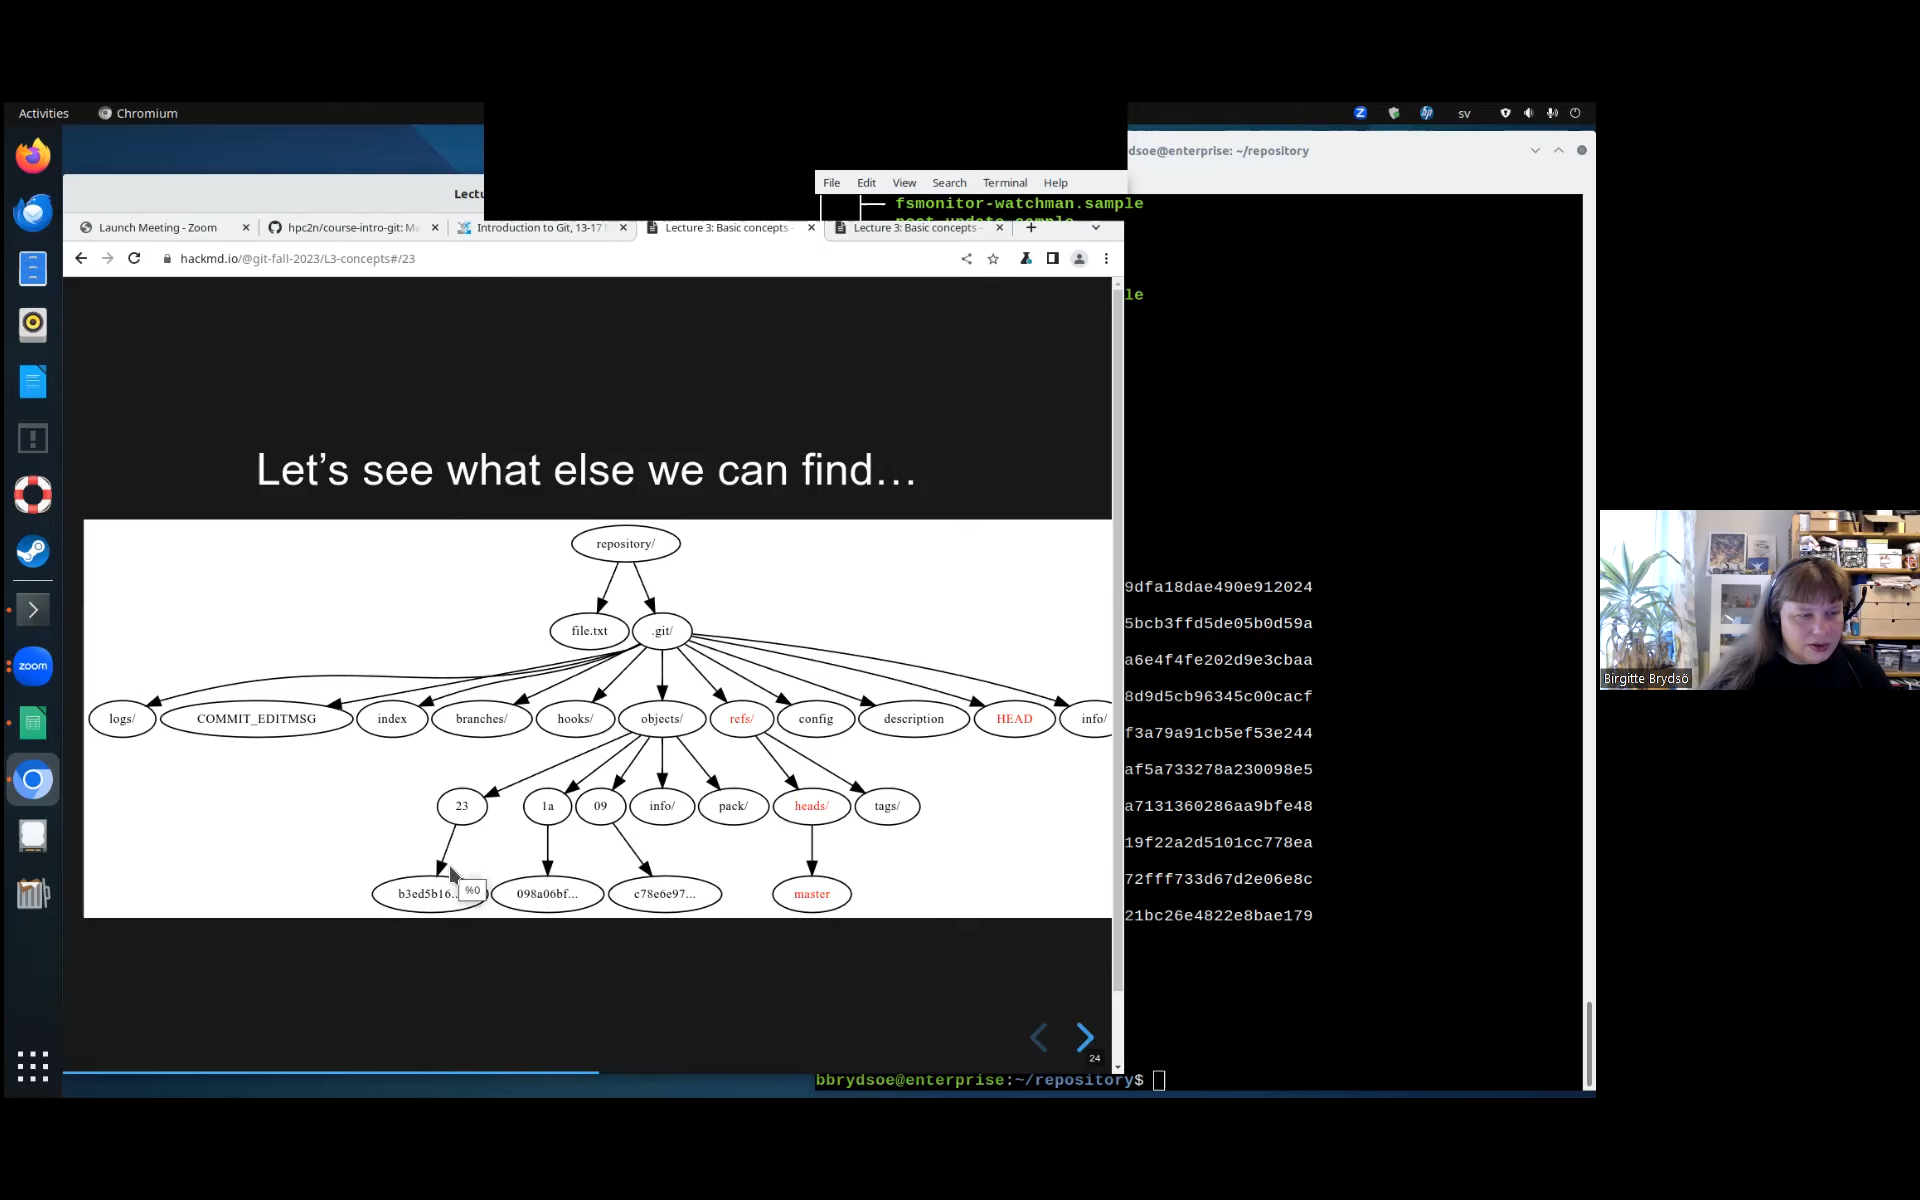 Activities
Chromium
sv
dsoe@enterprise: ~/repository
File Edit View Search Terminal Help
fsmonitor-watchman.sample
Launch Meeting - Zoom
hpc2n/course-intro-git:
Introduction to Git, 13-17
Lecture 3: Basic concepts -
Lecture 3: Basic concepts -
hackmd.io/@git-fall-2023/L3-concepts#/23
le
Let's see what else we can find...
repository/
file.txt
.git/
logs/
COMMIT_EDITMSG
index
branches/
hooks/
objects/
refs/
config
description
HEAD
info/
23
1a
09
info/
pack/
heads/
tags/
b3ed5b16..
%0
098a06bf...
c78e6e97...
master
24
9dfa18dae490e912024
5bcb3ffd5de05b0d59a
a6e4f4fe202d9e3cbaa
8d9d5cb96345c00cacf
f3a79a91cb5ef53e244
af5a733278a230098e5
a7131360286aa9bfe48
19f22a2d5101cc778ea
72fff733d67d2e06e8c
21bc26e4822e8bae179
bbrydsoe@enterprise:~/repository$
zoom
Birgitte Brydsö